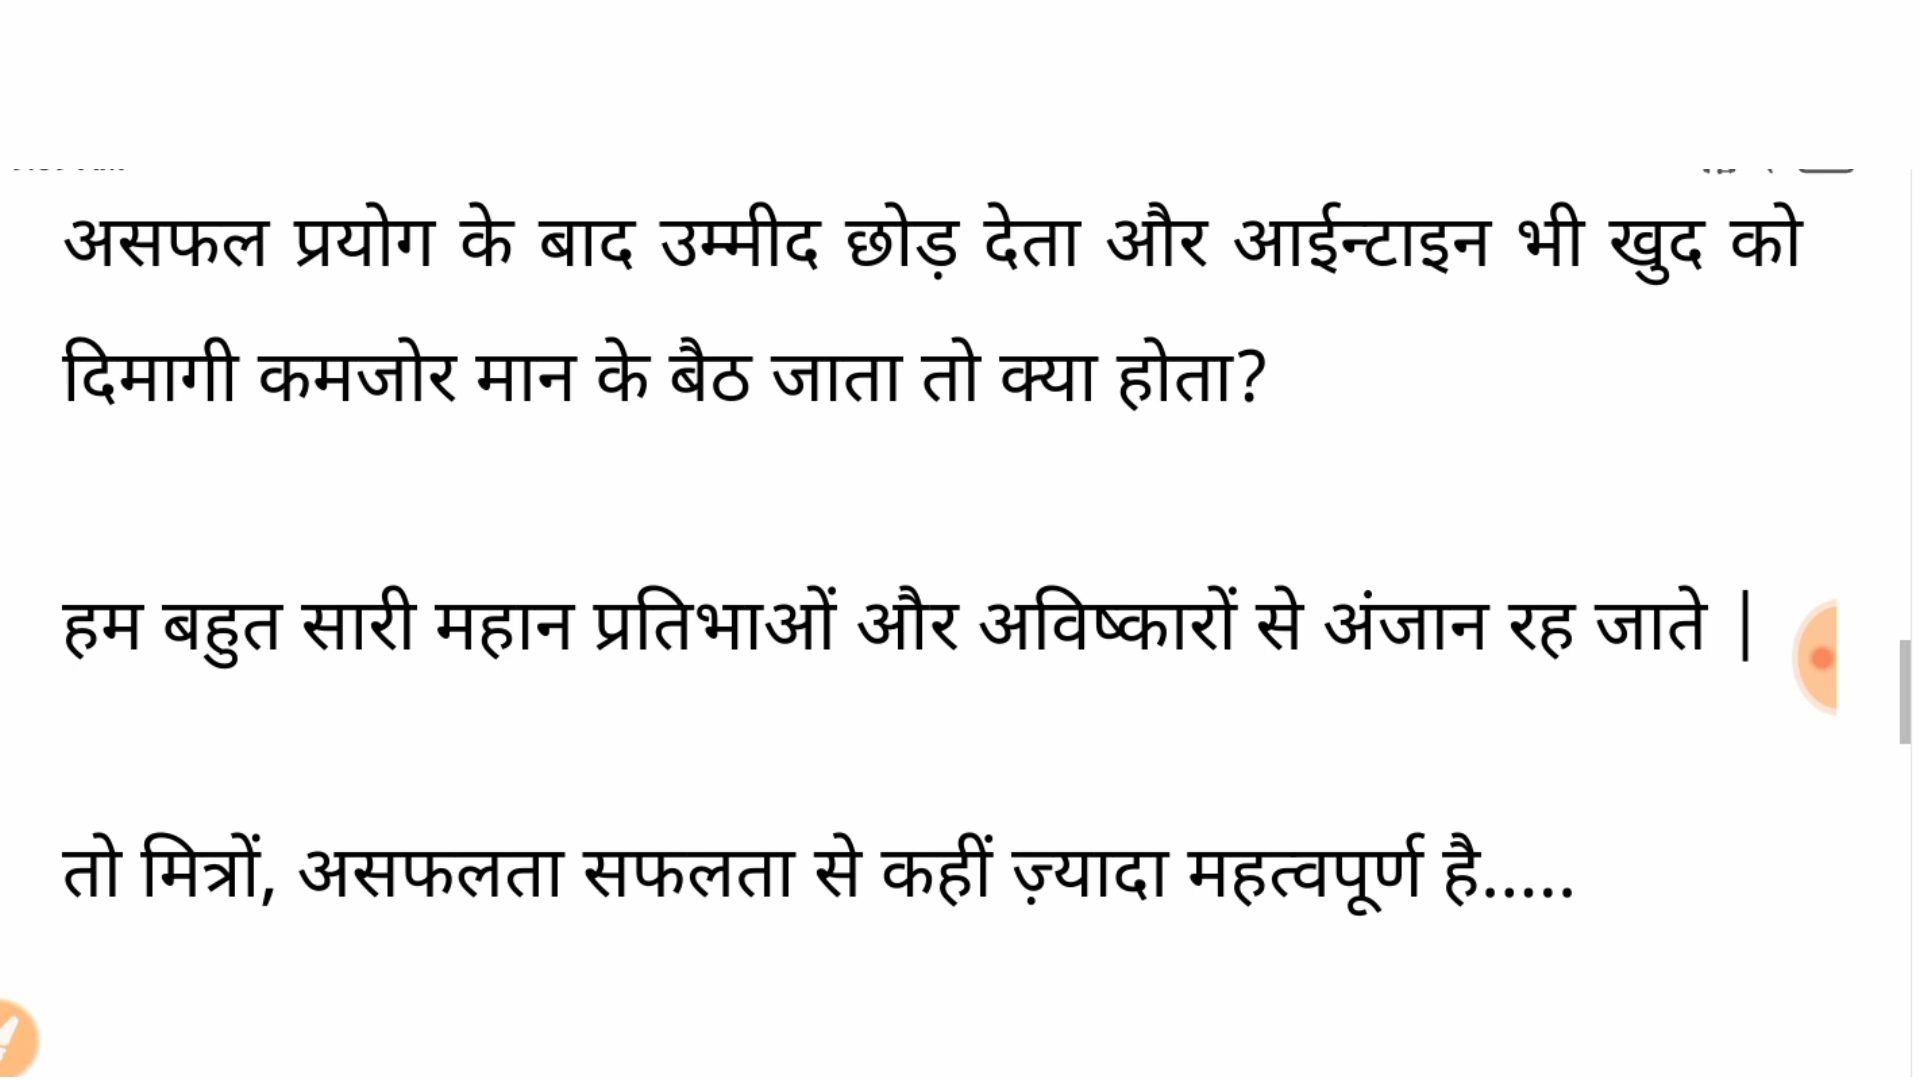 असफल प्रयोग के बाद उम्मीद छोड़ देता और आईन्टाइन भी खुद को
दिमागी कमजोर मान के बैठ जाता तो क्या होता?
हम बहुत सारी महान प्रतिभाओं और अविष्कारों से अंजान रह जाते |
तो मित्रों, असफलता सफलता से कहीं ज़्यादा महत्वपूर्ण है.....